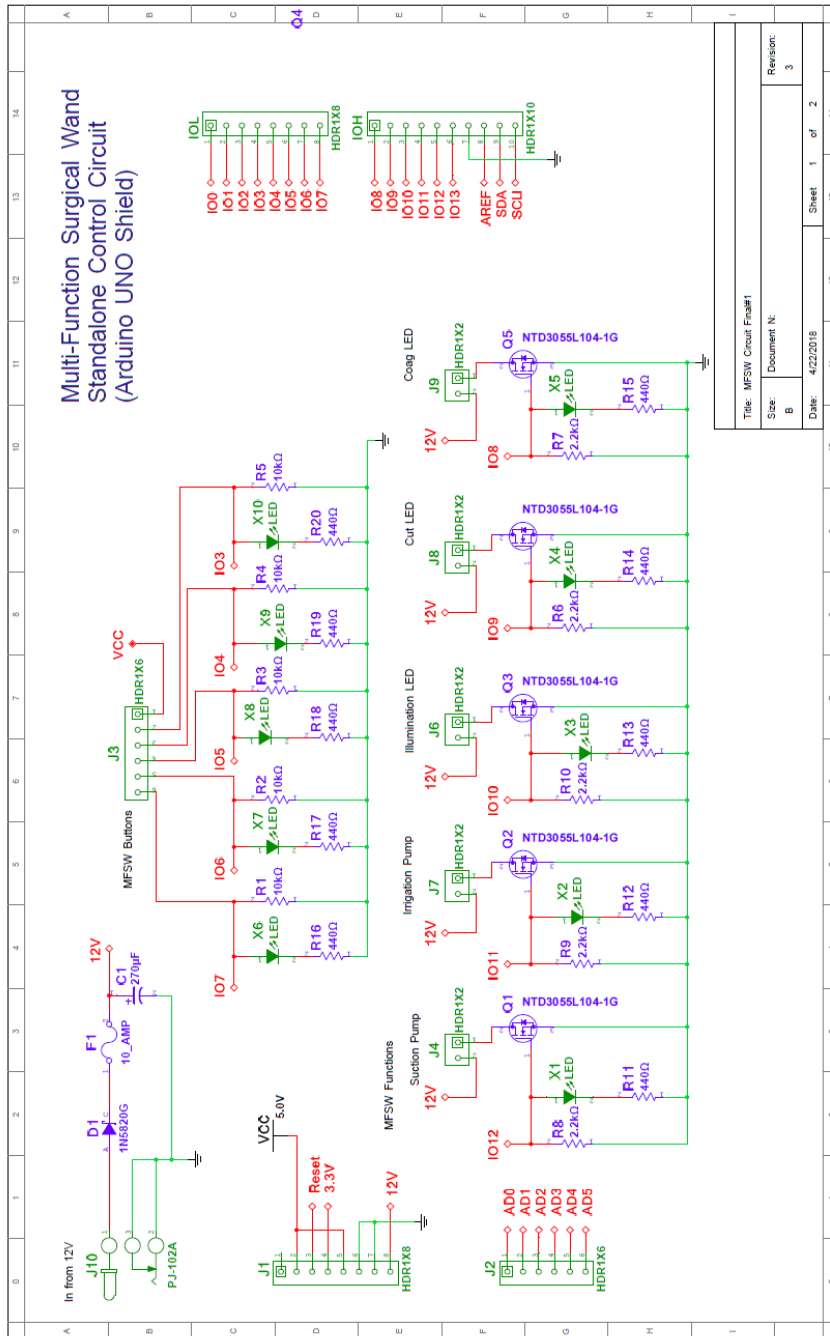 Multi-Function Surgical Wand
Standalone Control Circuit
(Arduino UNO Shield)
In from 12V
J10
PJ-102A
D1
1N5820G
F1
10_AMP
12V
C1
270µF
MFSW Buttons
J3
HDR1X6
VCC
IO7
X6
LED
R16
440Ω
R1
10kΩ
IO6
X7
LED
R17
440Ω
R2
10kΩ
IO5
X8
LED
R18
440Ω
R3
10kΩ
IO4
X9
LED
R19
440Ω
R4
10kΩ
IO3
X10
LED
R20
440Ω
R5
10kΩ
IOL
IO0
IO1
IO2
IO3
IO4
IO5
IO6
IO7
HDR1X8
Q4
IOH
IO8
IO9
IO10
IO11
IO12
IO13
AREF
SDA
HDR1X10
J1
VCC
5.0V
Reset
3.3V
12V
HDR1X8
J2
AD0
AD1
AD2
AD3
AD4
AD5
HDR1X6
MFSW Functions
Suction Pump
J4
HDR1X2
12V
Q1
NTD3055L104-1G
IO12
R8
2.2kΩ
X1
LED
R11
440Ω
Irrigation Pump
J7
HDR1X2
12V
Q2
NTD3055L104-1G
IO11
R9
2.2kΩ
X2
LED
R12
440Ω
Illumination LED
J6
HDR1X2
12V
Q3
NTD3055L104-1G
IO10
R10
2.2kΩ
X3
LED
R13
440Ω
Cut LED
J8
HDR1X2
12V
NTD3055L104-1G
IO9
R6
2.2kΩ
X4
LED
R14
440Ω
Coag LED
J9
HDR1X2
12V
Q5
NTD3055L104-1G
IO8
R7
2.2kΩ
X5
LED
R15
440Ω
Title: MFSW Circuit Final#1
Size: B
Document N:
Revision: 3
Date: 4/22/2018
Sheet 1 of 2